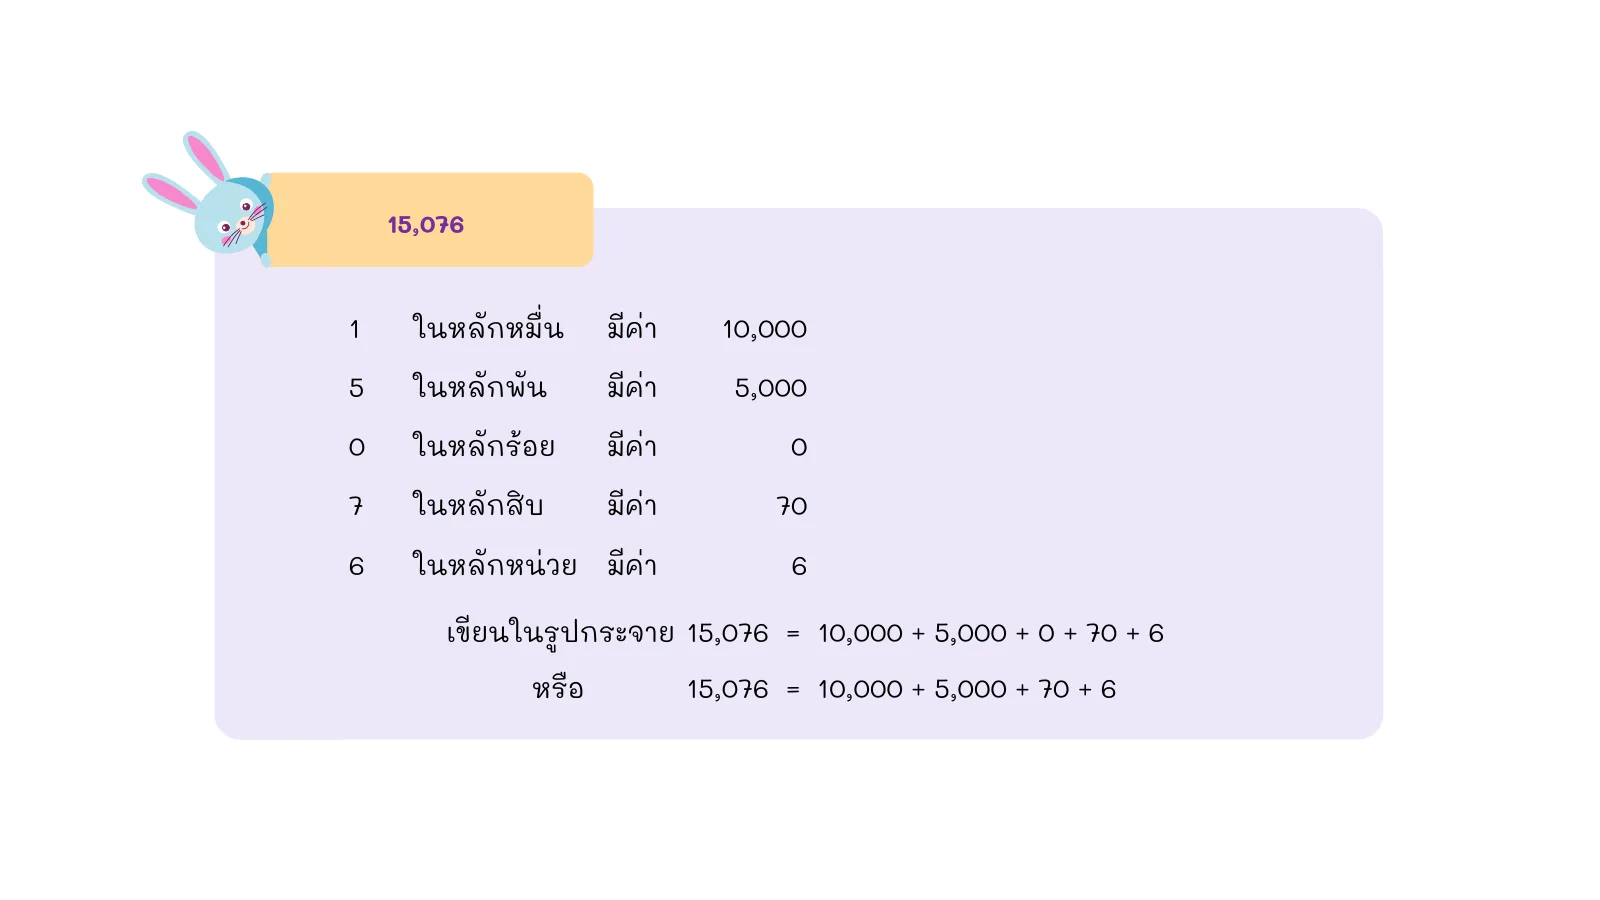 15,076
1 ในหลักหมื่น มีค่า 10,000
5 ในหลักพัน มีค่า 5,000
0 ในหลักร้อย มีค่า 0
7 ในหลักสิบ มีค่า 70
6 ในหลักหน่วย มีค่า 6
เขียนในรูปกระจาย 15,076 = 10,000 + 5,000 + 0 + 70 + 6
หรือ 15,076 = 10,000 + 5,000 + 70 + 6